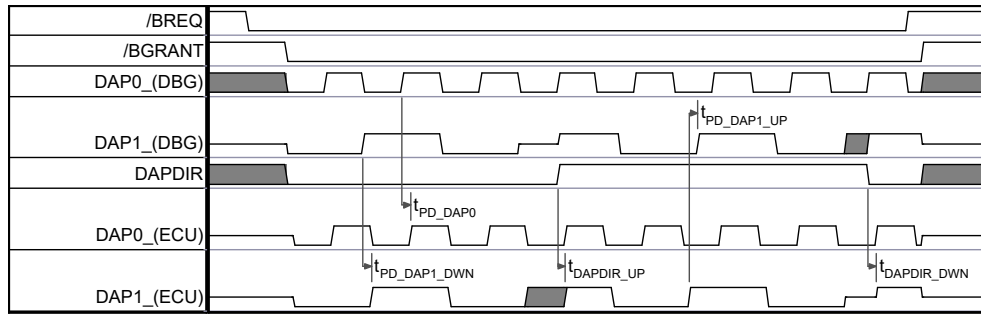 /BREQ
/BGRANT
DAP0_(DBG)
tPD_DAP1_UP
DAP1_(DBG)
DAPDIR
tPD_DAP0
DAP0_(ECU)
tPD_DAP1_DWN tDAPDIR_UP tDAPDIR_DWN
DAP1_(ECU)